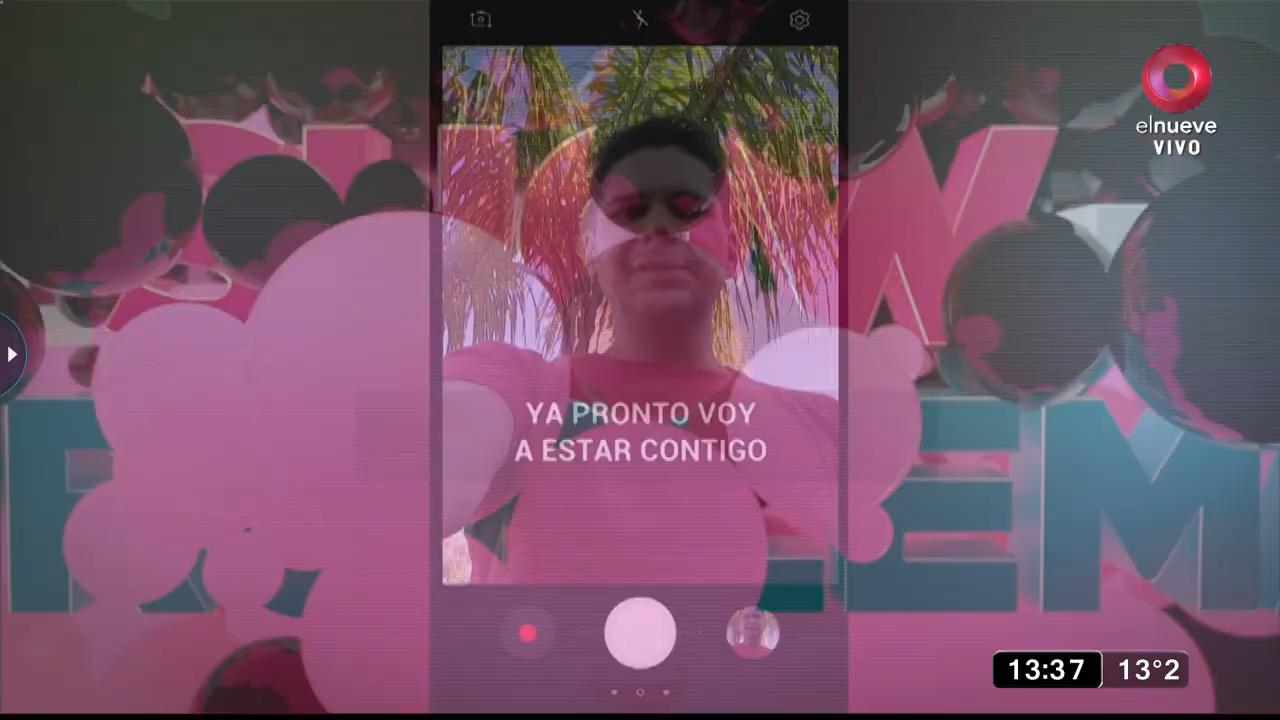 elnueve
VIVO
YA PRONTO VOY
A ESTAR CONTIGO
13:37
13°2